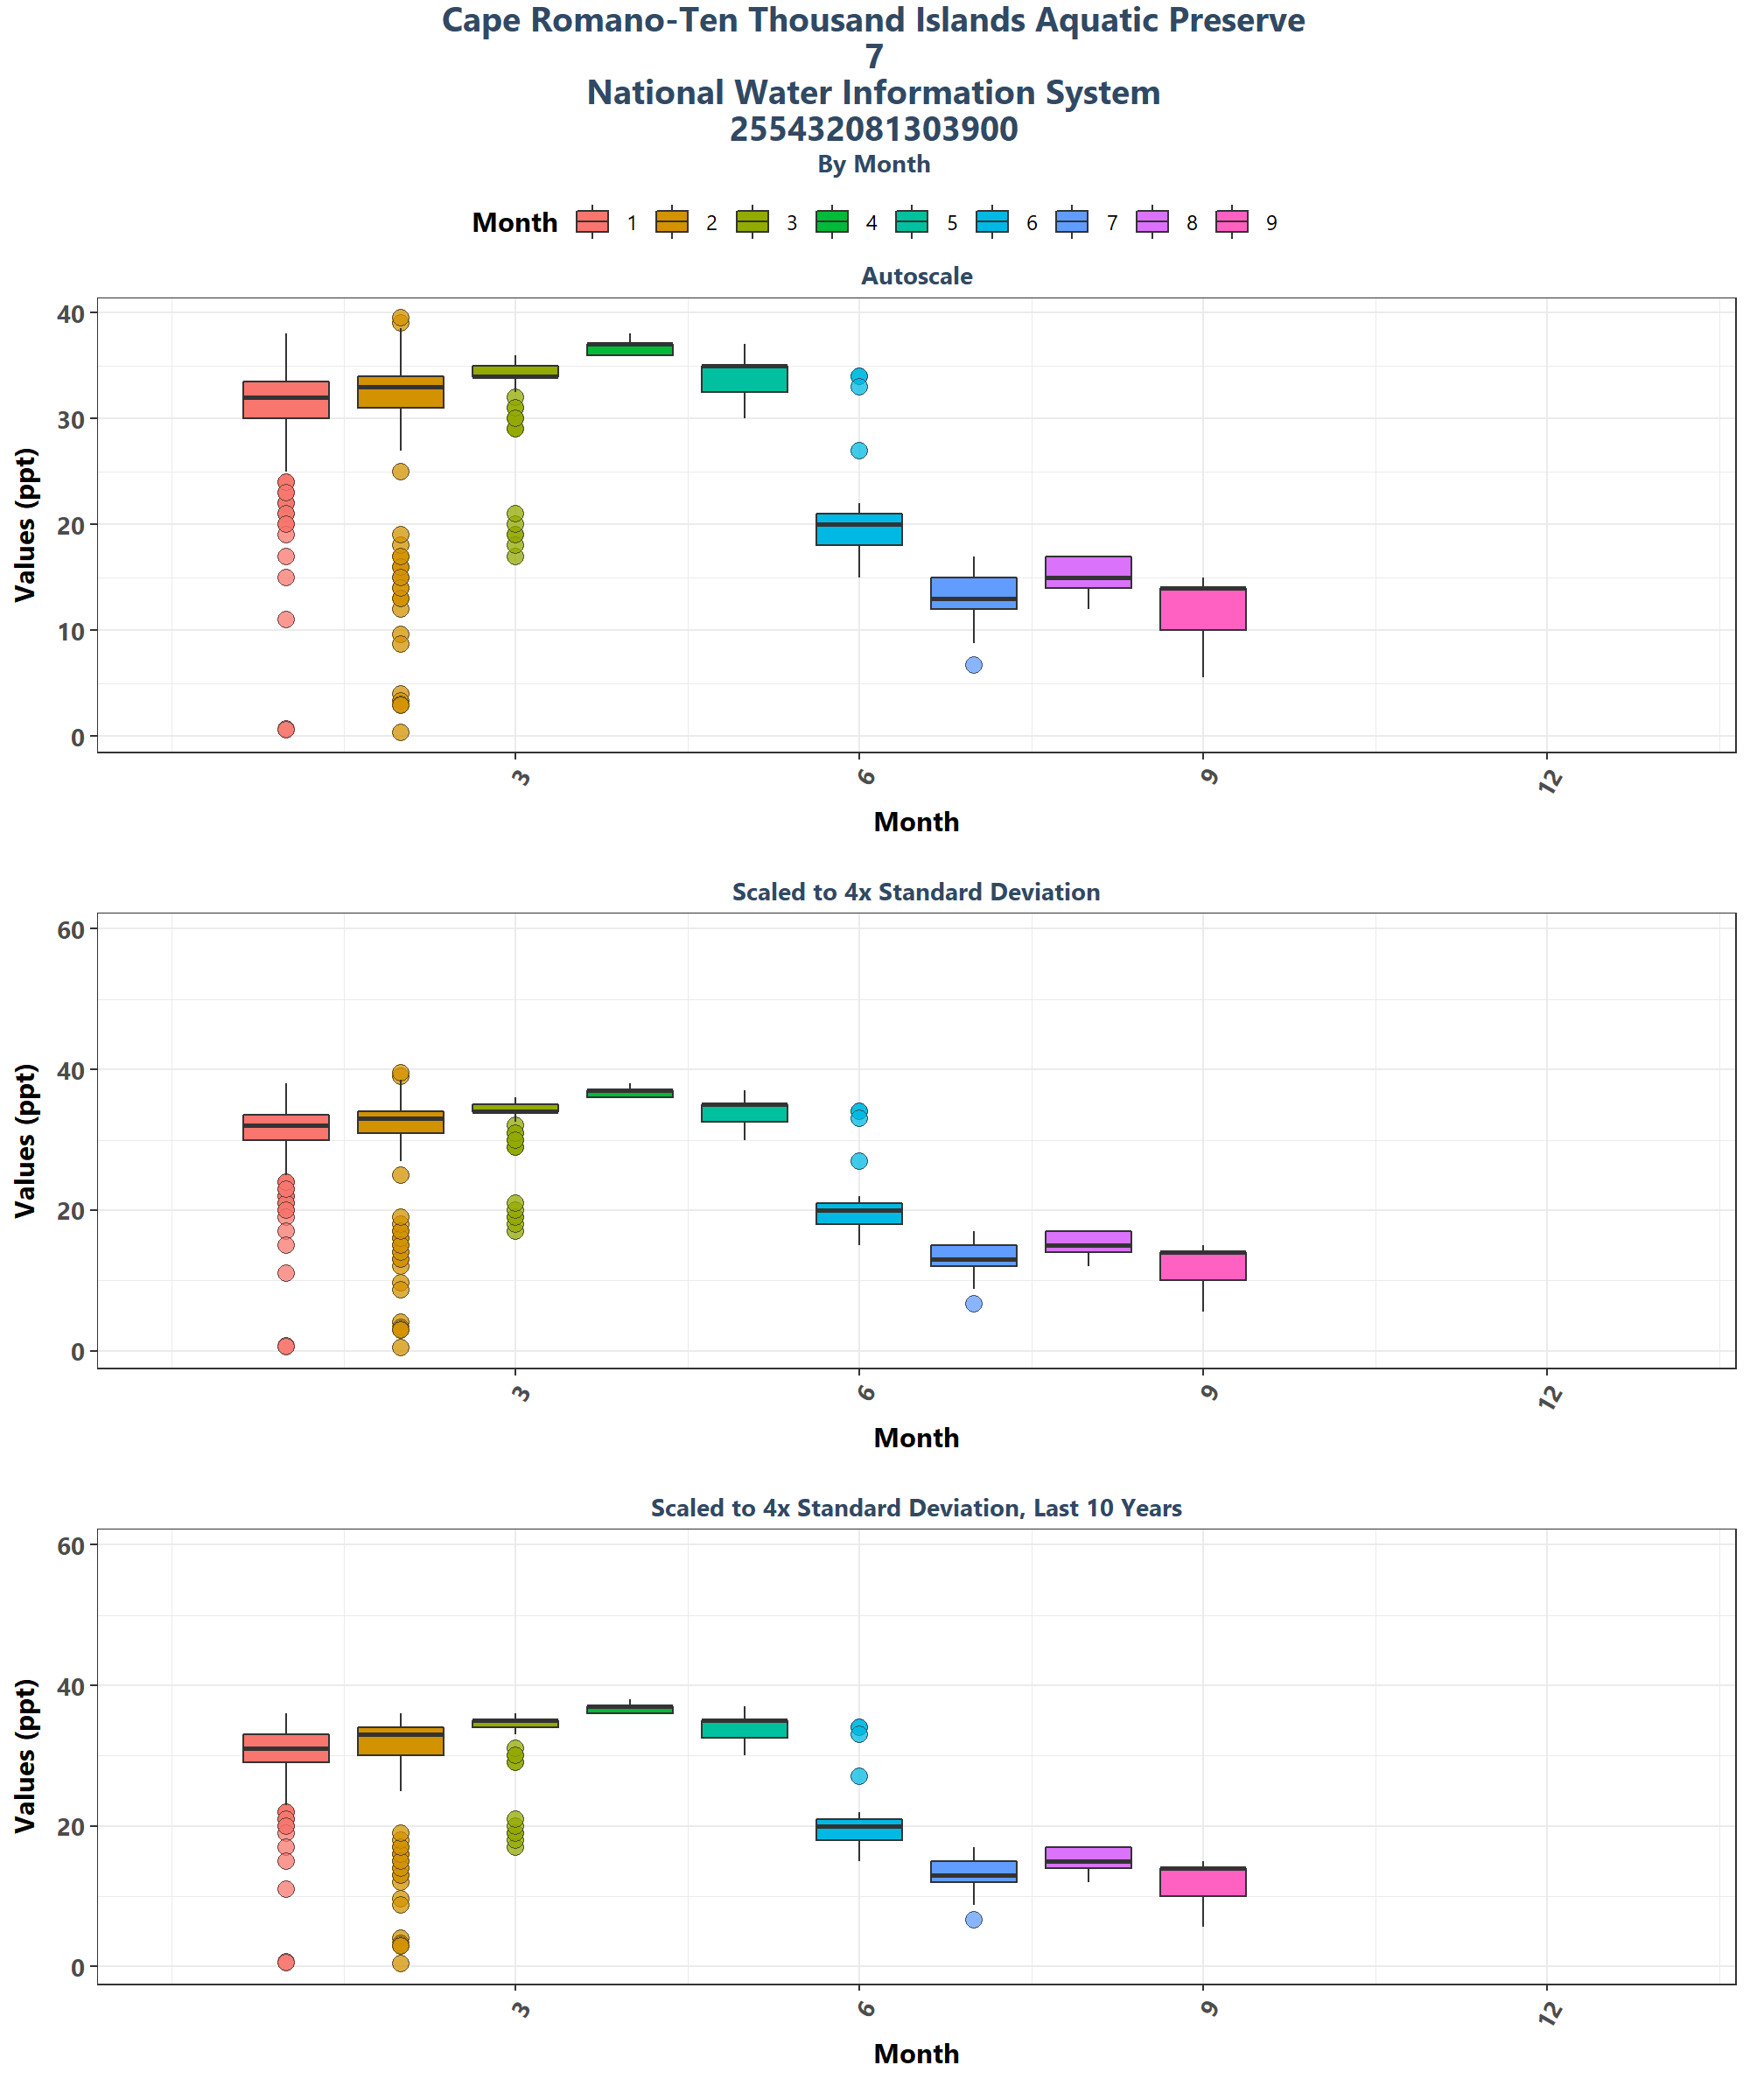 Cape Romano-Ten Thousand Islands Aquatic Preserve
7
National Water Information System
255432081303900
By Month
Month 1 2 3 4 5 6 7 8 9
Autoscale
Values (ppt)
40
30
20
10
0
3 6 9 12
Month
Scaled to 4x Standard Deviation
Values (ppt)
60
40
20
0
3 6 9 12
Month
Scaled to 4x Standard Deviation, Last 10 Years
Values (ppt)
60
40
20
0
3 6 9 12
Month